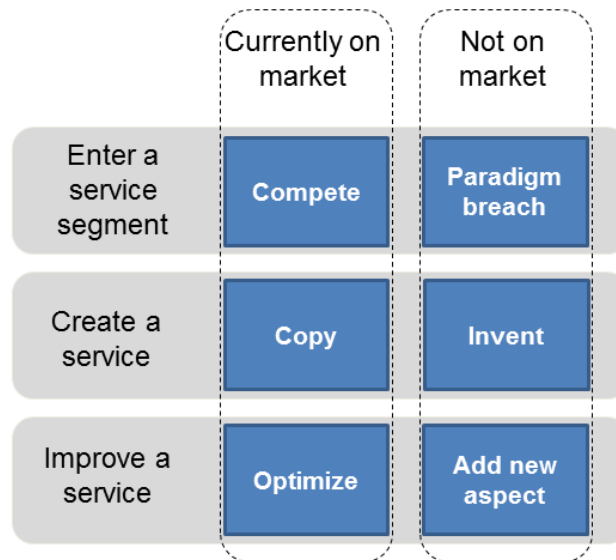 Currently on
market
Not on
market
Enter a
service
segment
Compete
Paradigm
breach
Create a
service
Copy
Invent
Improve a
service
Optimize
Add new
aspect